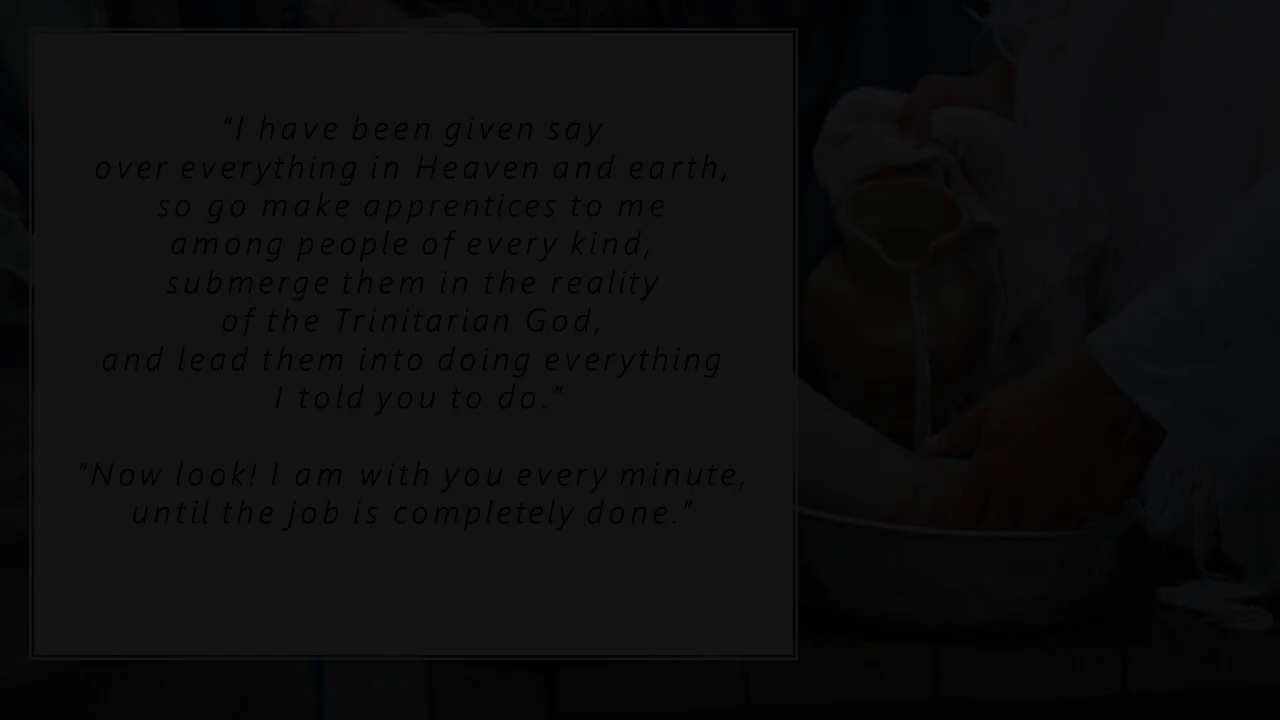 “I have been given say
over everything in Heaven and earth,
so go make apprentices to me
among people of every kind,
submerge them in the reality
of the Trinitarian God,
and lead them into doing everything
I told you to do."

"Now look! I am with you every minute,
until the job is completely done.”